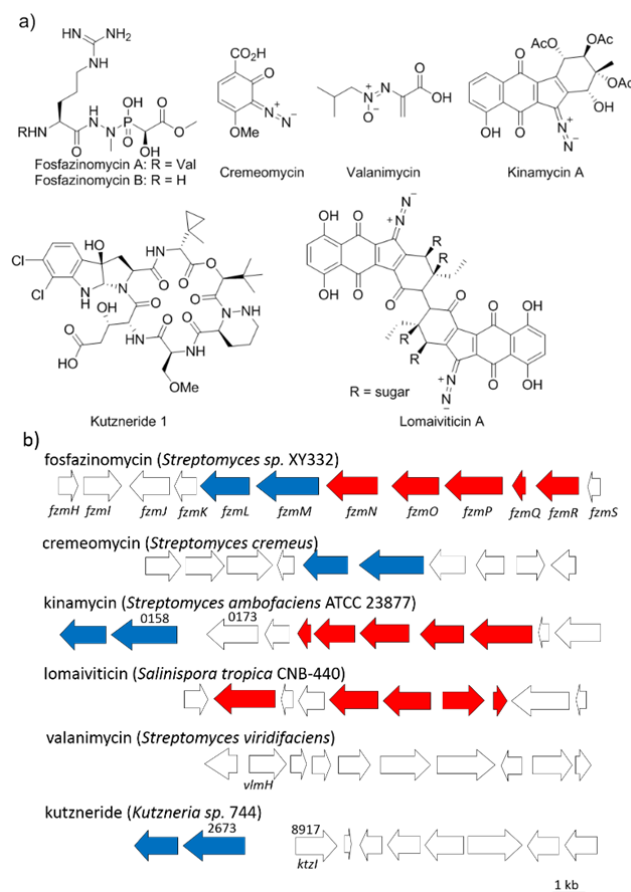 a)
HN
NH2
NH
RHN
O
H
N
N
O
OH
P
O
OH
O
Fosfazinomycin A: R = Val
Fosfazinomycin B: R = H
CO2H
O
N
N
OMe
Cremeomycin
N
N
O
O
OH
Valanimycin
AcO
OAc
OAc
OH
O
O
OH
N
N
Kinamycin A
Cl
Cl
HO
NH
N
O
H
N
O
O
O
N
HN
OH
O
HO
O
NH
O
HN
O
OMe
Kutzneride 1
OH
O
N
N
R
R
OH
O
O
O
R
R
O
OH
N
N
O
OH
R = sugar
Lomaiviticin A
b)
fosfazinomycin (Streptomyces sp. XY332)
fzmH fzmI fzmJ fzmK fzmL fzmM fzmN fzmO fzmP fzmQ fzmR fzmS
cremeomycin (Streptomyces cremeus)
kinamycin (Streptomyces ambofaciens ATCC 23877)
0158 0173
lomaiviticin (Salinispora tropica CNB-440)
valanimycin (Streptomyces viridifaciens)
vlmH
kutzneride (Kutzneria sp. 744)
2673 8917
ktzI
1 kb